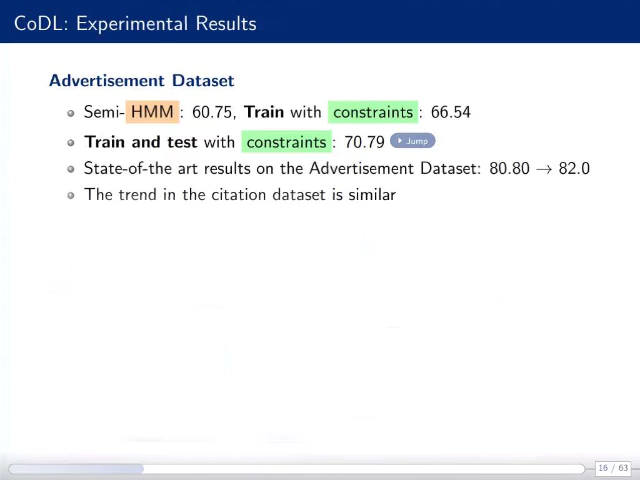 CoDL: Experimental Results
Advertisement Dataset
Semi-HMM: 60.75, Train with constraints: 66.54
Train and test with constraints: 70.79 Jump
State-of-the art results on the Advertisement Dataset: 80.80 → 82.0
The trend in the citation dataset is similar
16 / 63